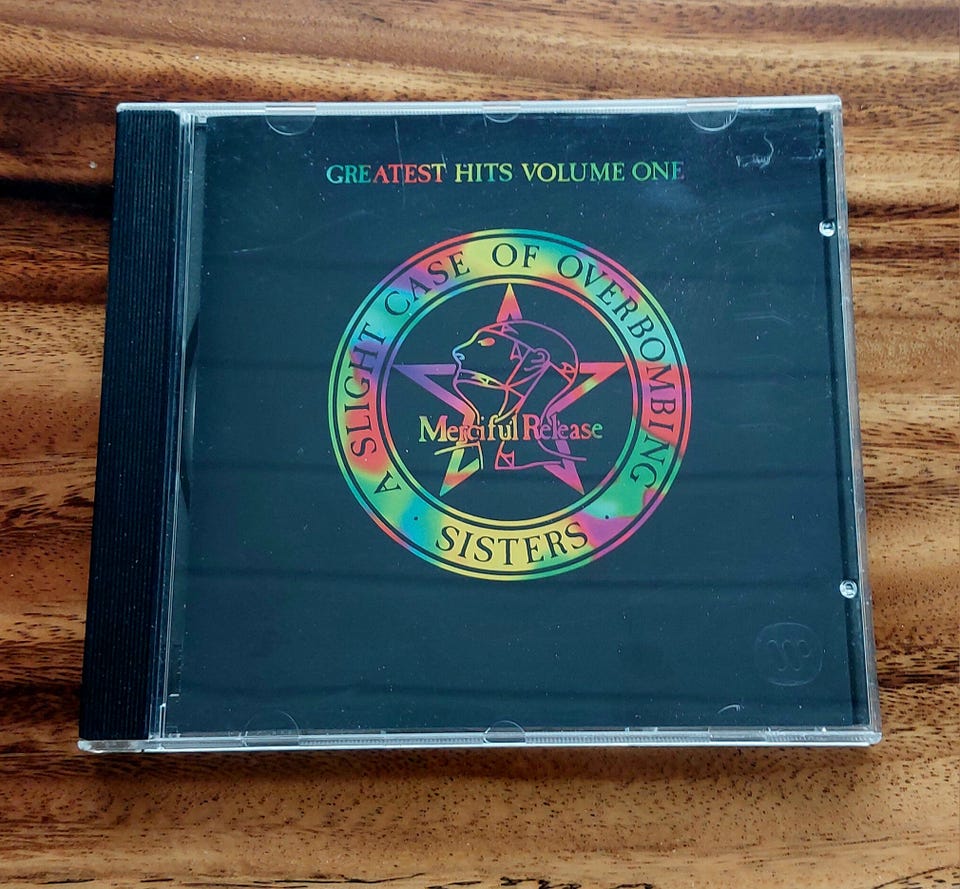 GREATEST HITS VOLUME ONE
A SLIGHT CASE OF OVERBOMBING
Merciful Release
· SISTERS ·